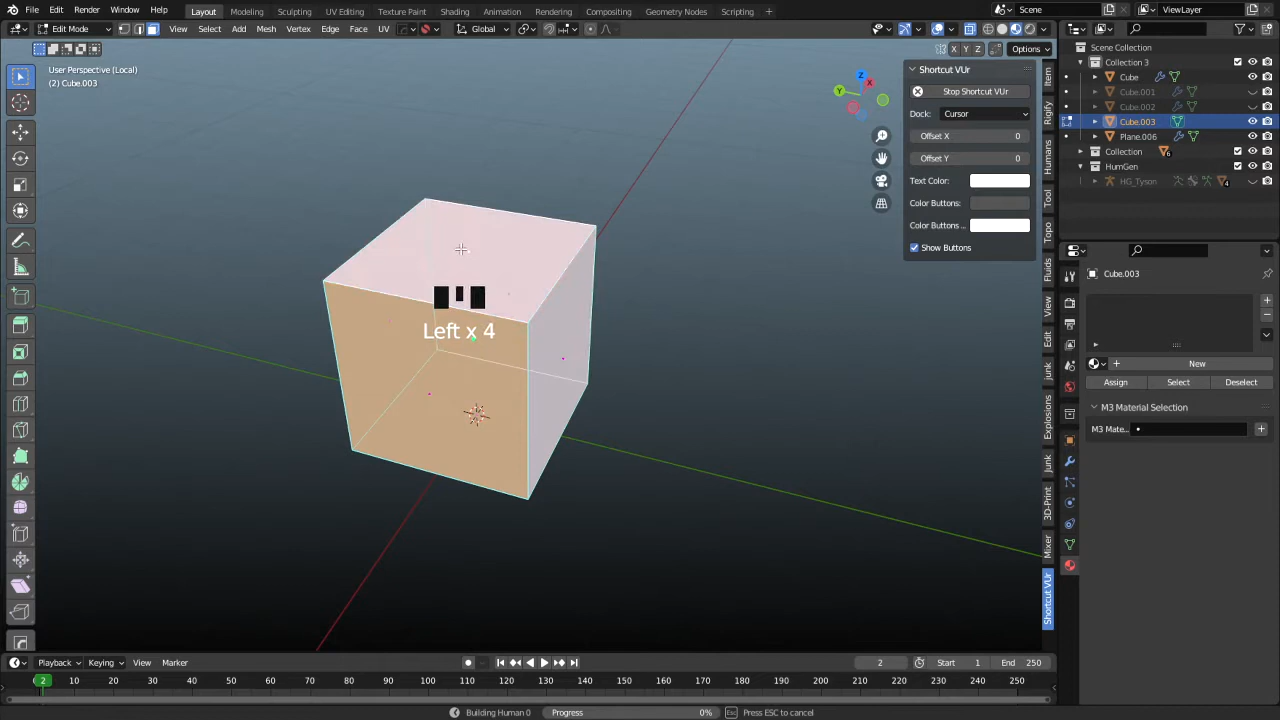 File Edit Render Window Help
Layout Modeling Sculpting UV Editing Texture Paint Shading Animation Rendering Compositing Geometry Nodes Scripting +
Scene
ViewLayer
Edit Mode View Select Add Mesh Vertex Edge Face UV
Global
X Y Z
Options
User Perspective (Local)
(2) Cube.003
Z
X
Y
Shortcut VUr
Stop Shortcut VUr
Dock: Cursor
Offset X 0
Offset Y 0
Text Color:
Color Buttons:
Color Buttons ..
Show Buttons
Item
Rigify
Humans
Tool
Topo
Fluids
View
Edit
Junk
Explosions
Junk
3D-Print
Mixer
Shortcut VUr
Left x 4
Scene Collection
Collection 3
Cube
Cube.001
Cube.002
Cube.003
Plane.006
Collection 6
HumGen
HG_Tyson 4
Cube.003
New
Assign Select Deselect
M3 Material Selection
M3 Mate..
Playback Keying View Marker
2 Start 1 End 250
2 10 20 30 40 50 60 70 80 90 100 110 120 130 140 150 160 170 180 190 200 210 220 230 240 250
Building Human 0 Progress 0% Esc Press ESC to cancel